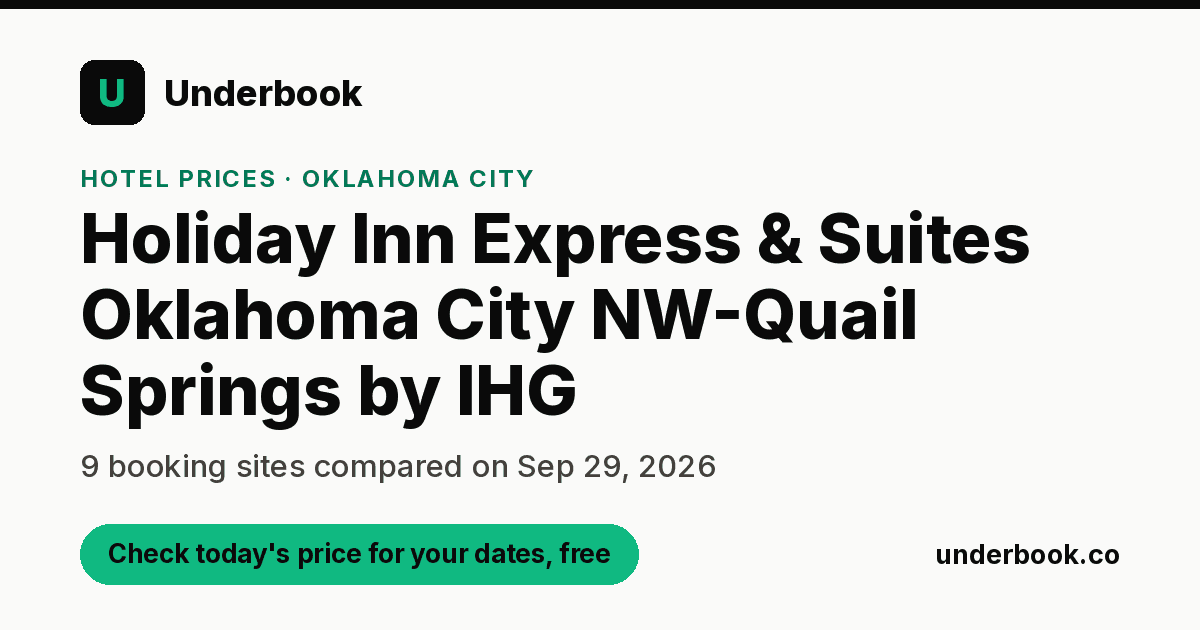 U Underbook
HOTEL PRICES · OKLAHOMA CITY
Holiday Inn Express & Suites
Oklahoma City NW-Quail
Springs by IHG
9 booking sites compared on Sep 29, 2026
Check today's price for your dates, free
underbook.co